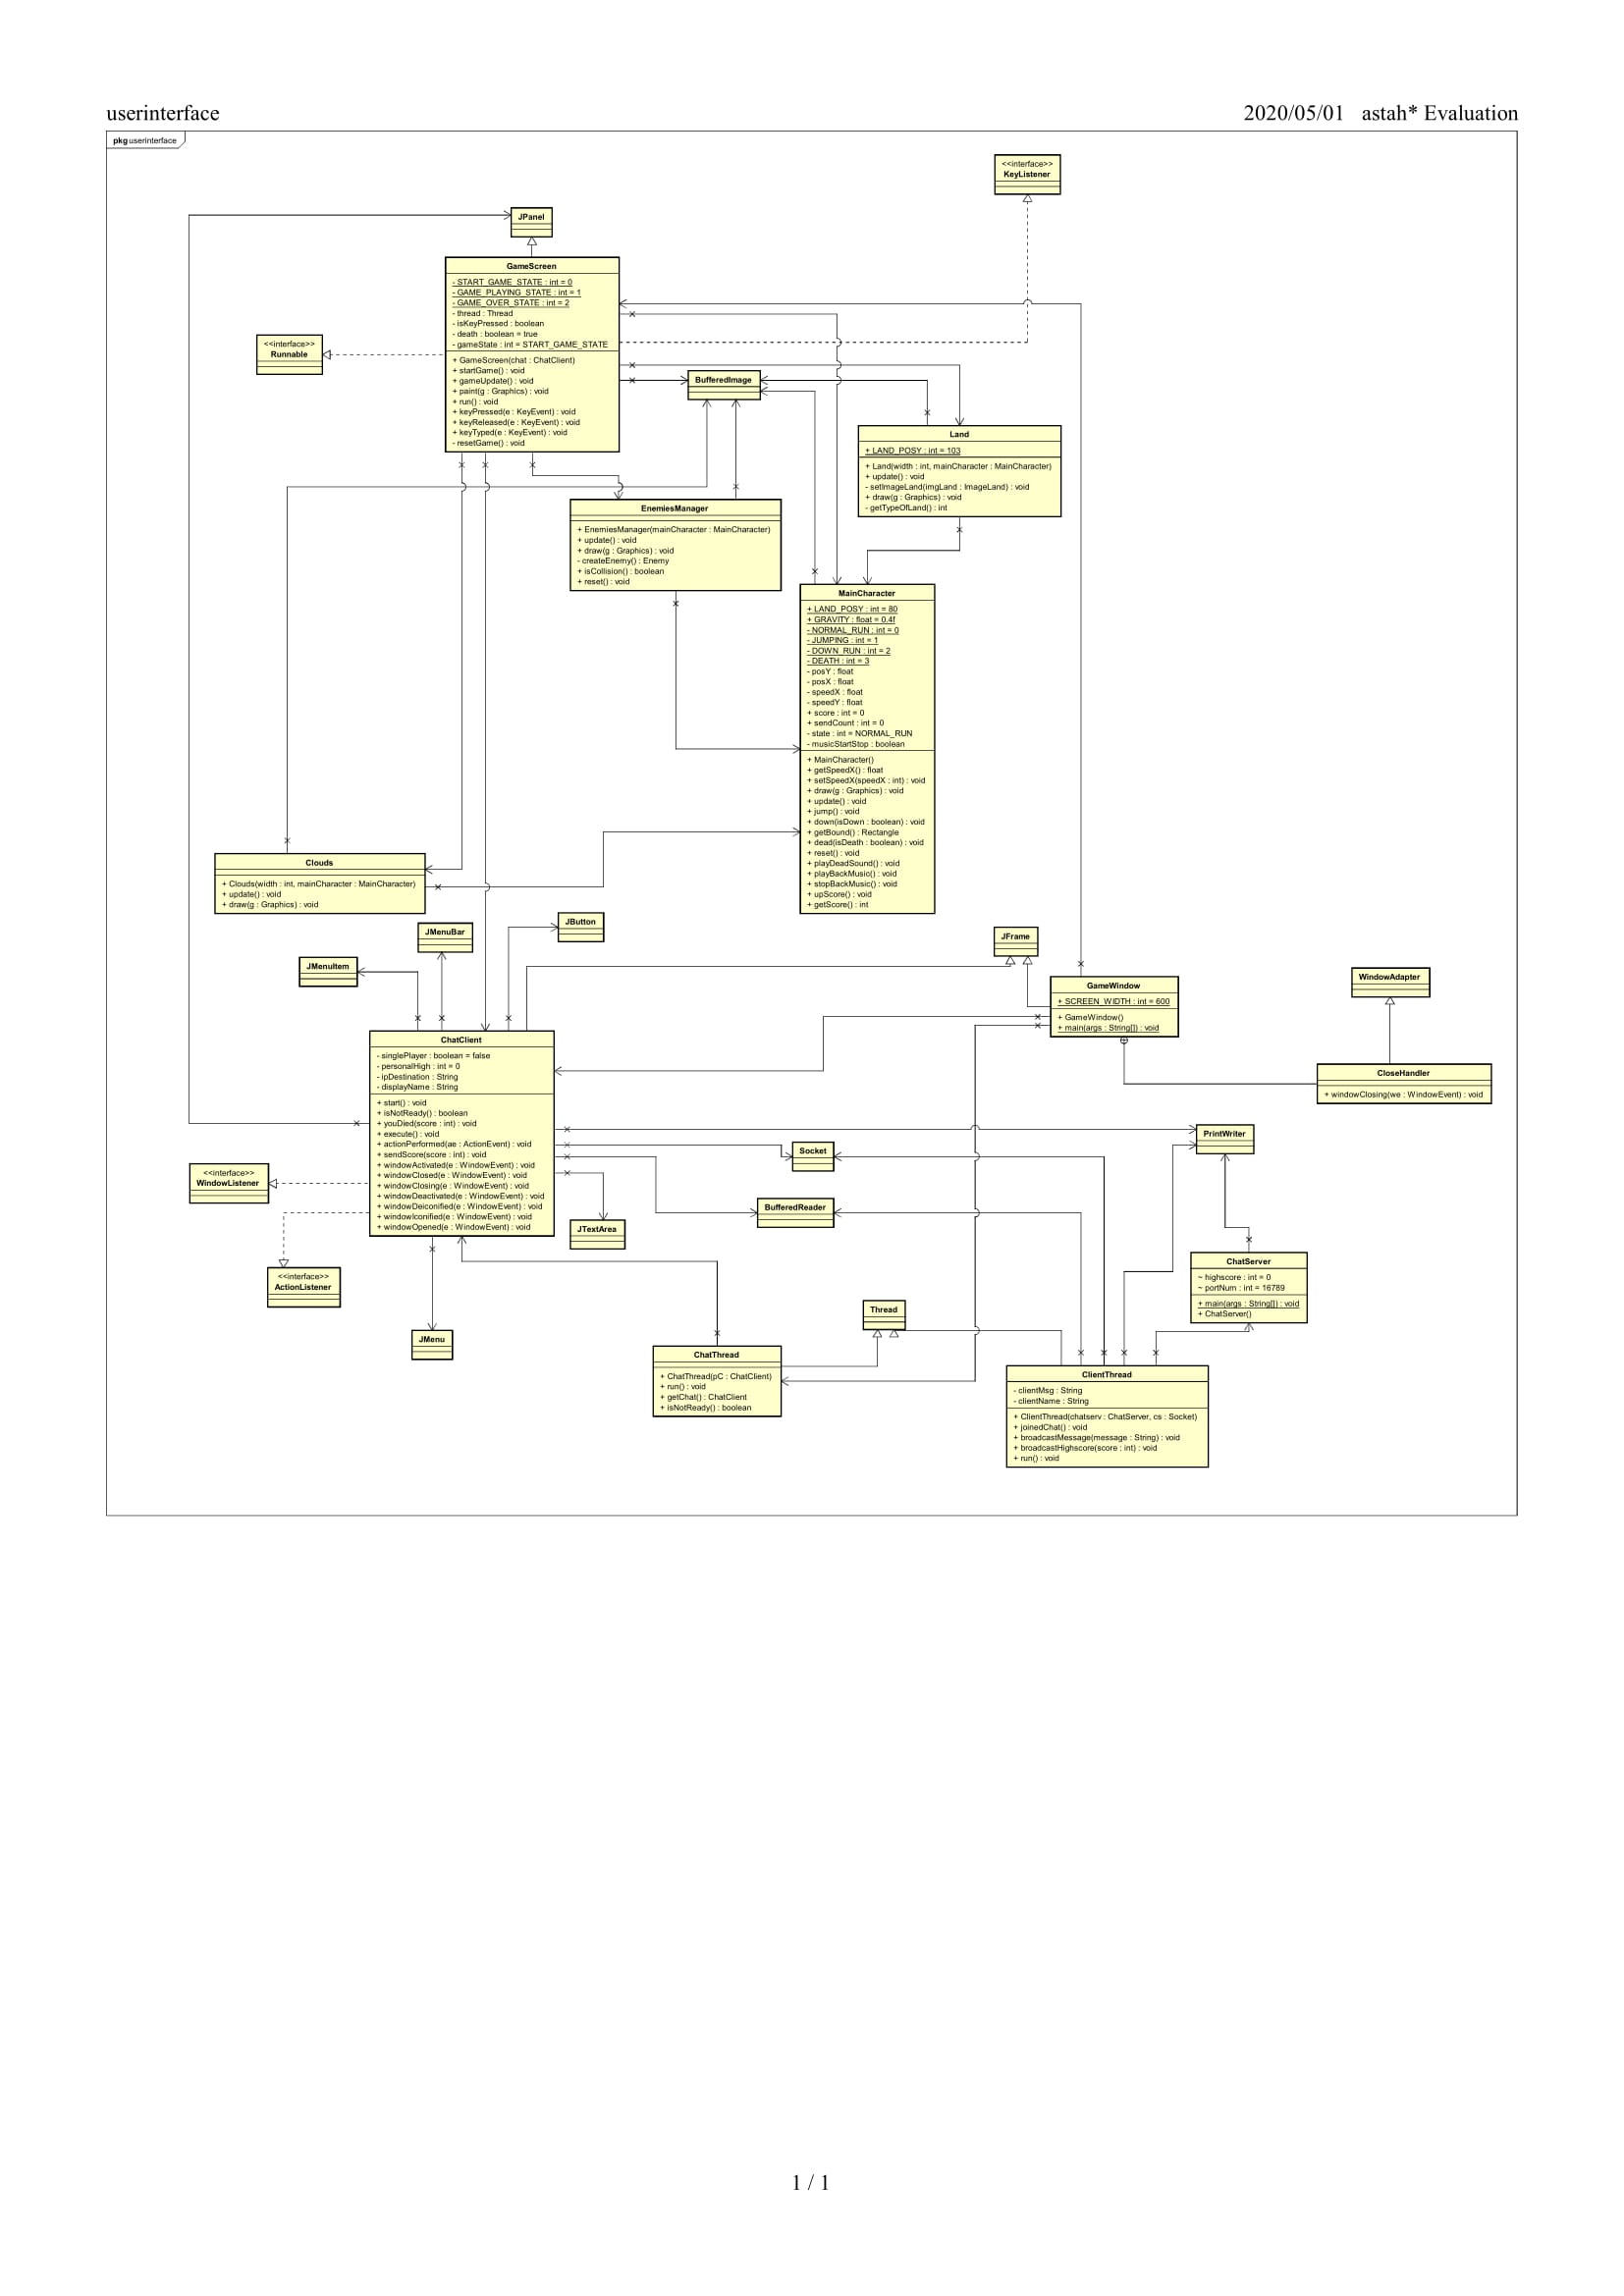 userinterface
2020/05/01 astah* Evaluation
pkg userinterface
<<interface>>
KeyListener
JPanel
GameScreen
- START_GAME_STATE : int = 0
- GAME_PLAYING_STATE : int = 1
- GAME_OVER_STATE : int = 2
- thread : Thread
- isKeyPressed : boolean
- death : boolean = true
- gameState : int = START_GAME_STATE
+ GameScreen(chat : ChatClient)
+ startGame() : void
+ gameUpdate() : void
+ paint(g : Graphics) : void
+ run() : void
+ keyPressed(e : KeyEvent) : void
+ keyReleased(e : KeyEvent) : void
+ keyTyped(e : KeyEvent) : void
- resetGame() : void
<<interface>>
Runnable
BufferedImage
Land
+ LAND_POSY : int = 103
+ Land(width : int, mainCharacter : MainCharacter)
+ update() : void
- setImageLand(imgLand : ImageLand) : void
+ draw(g : Graphics) : void
- getTypeOfLand() : int
EnemiesManager
+ EnemiesManager(mainCharacter : MainCharacter)
+ update() : void
+ draw(g : Graphics) : void
- createEnemy() : Enemy
+ isCollision() : boolean
+ reset() : void
MainCharacter
+ LAND_POSY : int = 80
+ GRAVITY : float = 0.4f
- NORMAL_RUN : int = 0
- JUMPING : int = 1
- DOWN_RUN : int = 2
- DEATH : int = 3
- posY : float
- posX : float
- speedX : float
- speedY : float
+ score : int = 0
+ sendCount : int = 0
- state : int = NORMAL_RUN
- musicStartStop : boolean
+ MainCharacter()
+ getSpeedX() : float
+ setSpeedX(speedX : int) : void
+ draw(g : Graphics) : void
+ update() : void
+ jump() : void
+ down(isDown : boolean) : void
+ getBound() : Rectangle
+ dead(isDeath : boolean) : void
+ reset() : void
+ playDeadSound() : void
+ playBackMusic() : void
+ stopBackMusic() : void
+ upScore() : void
+ getScore() : int
Clouds
+ Clouds(width : int, mainCharacter : MainCharacter)
+ update() : void
+ draw(g : Graphics) : void
JButton
JMenuBar
JMenuItem
JFrame
GameWindow
+ SCREEN_WIDTH : int = 600
+ GameWindow()
+ main(args : String[]) : void
WindowAdapter
CloseHandler
+ windowClosing(we : WindowEvent) : void
ChatClient
- singlePlayer : boolean = false
- personalHigh : int = 0
- ipDestination : String
- displayName : String
+ start() : void
+ isNotReady() : boolean
+ youDied(score : int) : void
+ execute() : void
+ actionPerformed(ae : ActionEvent) : void
+ sendScore(score : int) : void
+ windowActivated(e : WindowEvent) : void
+ windowClosed(e : WindowEvent) : void
+ windowClosing(e : WindowEvent) : void
+ windowDeactivated(e : WindowEvent) : void
+ windowDeiconified(e : WindowEvent) : void
+ windowIconified(e : WindowEvent) : void
+ windowOpened(e : WindowEvent) : void
PrintWriter
Socket
<<interface>>
WindowListener
BufferedReader
JTextArea
<<interface>>
ActionListener
ChatServer
~ highscore : int = 0
~ portNum : int = 16789
+ main(args : String[]) : void
+ ChatServer()
Thread
JMenu
ChatThread
+ ChatThread(pC : ChatClient)
+ run() : void
+ getChat() : ChatClient
+ isNotReady() : boolean
ClientThread
- clientMsg : String
- clientName : String
+ ClientThread(chatserv : ChatServer, cs : Socket)
+ joinedChat() : void
+ broadcastMessage(message : String) : void
+ broadcastHighscore(score : int) : void
+ run() : void
1 / 1